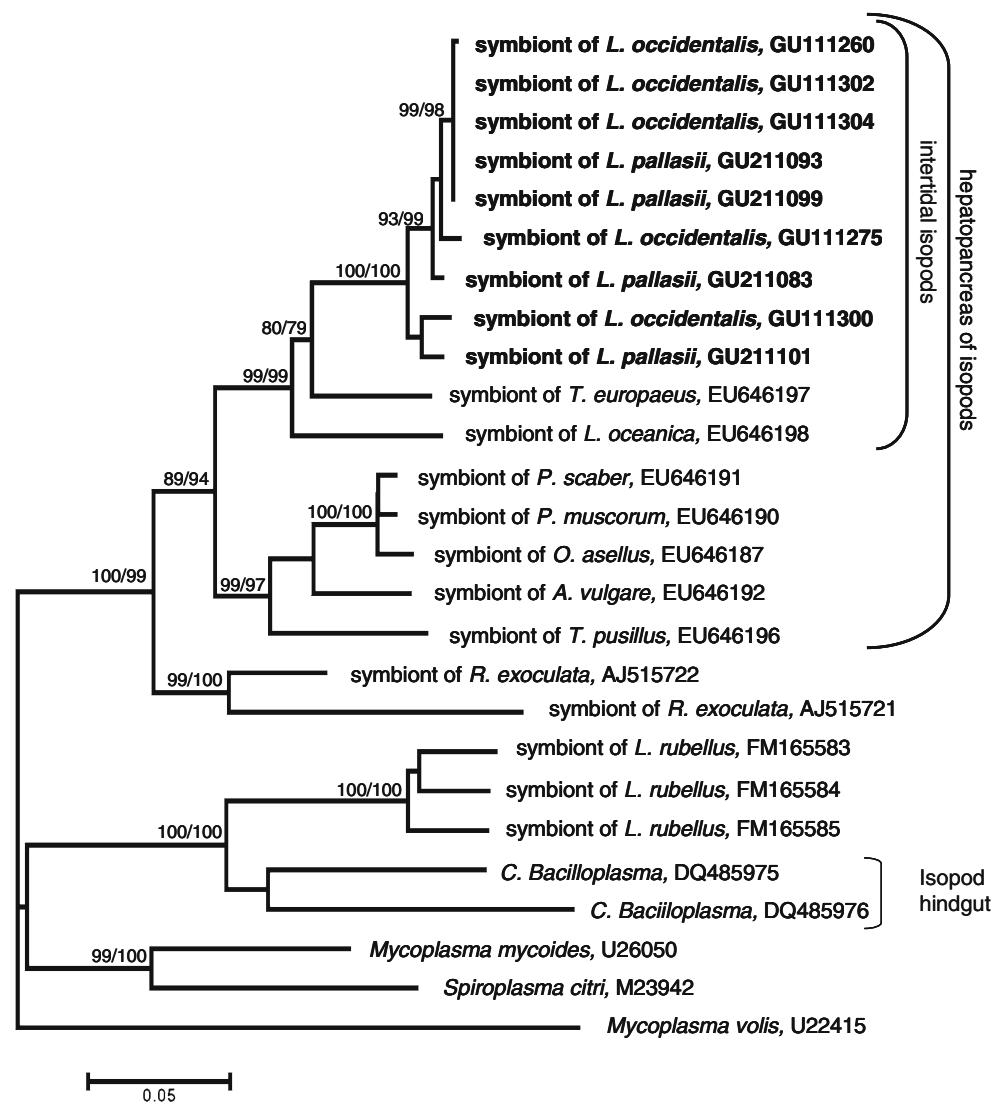 symbiont of L. occidentalis, GU111260
symbiont of L. occidentalis, GU111302
99/98
symbiont of L. occidentalis, GU111304
symbiont of L. pallasii, GU211093
symbiont of L. pallasii, GU211099
93/99
symbiont of L. occidentalis, GU111275
100/100
symbiont of L. pallasii, GU211083
symbiont of L. occidentalis, GU111300
80/79
symbiont of L. pallasii, GU211101
99/99
symbiont of T. europaeus, EU646197
symbiont of L. oceanica, EU646198
intertidal isopods
hepatopancreas of isopods
89/94
symbiont of P. scaber, EU646191
100/100
symbiont of P. muscorum, EU646190
symbiont of O. asellus, EU646187
100/99
99/97
symbiont of A. vulgare, EU646192
symbiont of T. pusillus, EU646196
99/100
symbiont of R. exoculata, AJ515722
symbiont of R. exoculata, AJ515721
symbiont of L. rubellus, FM165583
100/100
symbiont of L. rubellus, FM165584
100/100
symbiont of L. rubellus, FM165585
C. Bacilloplasma, DQ485975
C. Baciiloplasma, DQ485976
Isopod
hindgut
99/100
Mycoplasma mycoides, U26050
Spiroplasma citri, M23942
Mycoplasma volis, U22415
0.05